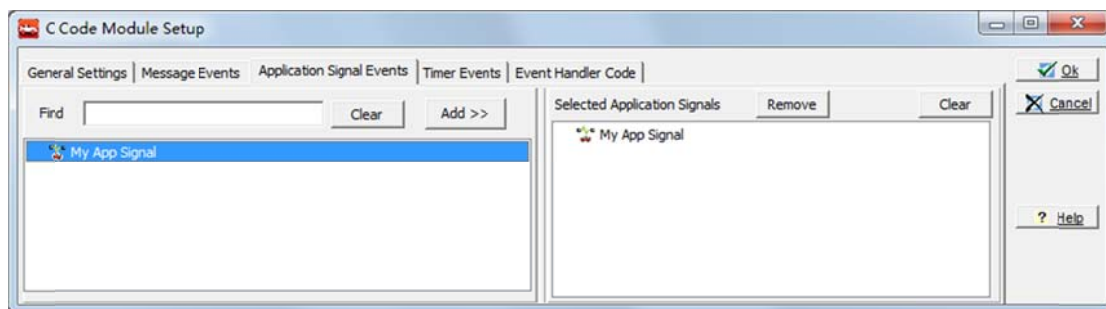 C Code Module Setup
General Settings Message Events Application Signal Events Timer Events Event Handler Code
Ok
Find Clear Add >>
Selected Application Signals Remove Clear
Cancel
My App Signal
My App Signal
? Help